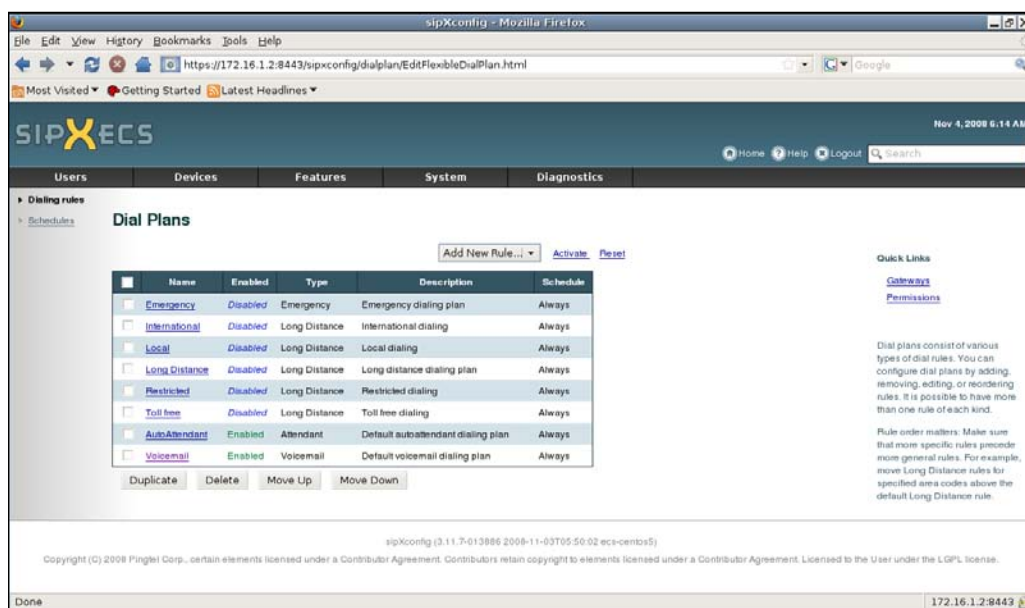 sipXconfig - Mozilla Firefox
File Edit View History Bookmarks Tools Help
https://172.16.1.2:8443/sipxconfig/dialplan/EditFlexibleDialPlan.html
G Google
Most Visited Getting Started Latest Headlines
SIPXECS
Nov 4, 2008 6:14 AM
Home Help Logout Search
Users Devices Features System Diagnostics
Dialing rules
Schedules
Dial Plans
Add New Rule... Activate Reset
Name Enabled Type Description Schedule
Emergency Disabled Emergency Emergency dialing plan Always
International Disabled Long Distance International dialing Always
Local Disabled Long Distance Local dialing Always
Long Distance Disabled Long Distance Long distance dialing plan Always
Restricted Disabled Long Distance Restricted dialing Always
Toll free Disabled Long Distance Toll free dialing Always
AutoAttendant Enabled Attendant Default autoattendant dialing plan Always
Voicemail Enabled Voicemail Default voicemail dialing plan Always
Duplicate Delete Move Up Move Down
Quick Links
Gateways
Permissions
Dial plans consist of various
types of dial rules. You can
configure dial plans by adding,
removing, editing, or reordering
rules. It is possible to have more
than one rule of each kind.
Rule order matters: Make sure
that more specific rules precede
more general rules. For example,
move Long Distance rules for
specified area codes above the
default Long Distance rule.
sipXconfig (3.11.7-013886 2008-11-03T05:50:02 ecs-centos5)
Copyright (C) 2008 Pingtel Corp., certain elements licensed under a Contributor Agreement. Contributors retain copyright to elements licensed under a Contributor Agreement. Licensed to the User under the LGPL license.
Done
172.16.1.2:8443